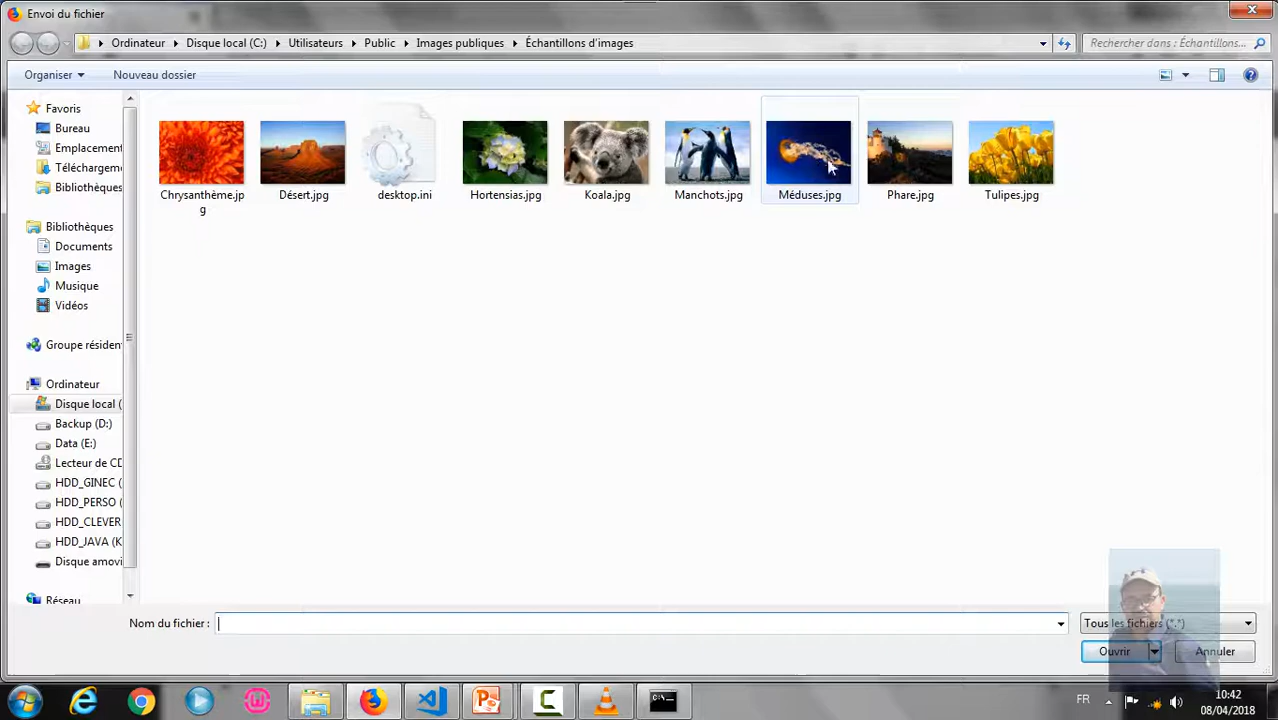 Envoi du fichier
Ordinateur Disque local (C:) Utilisateurs Public Images publiques Échantillons d'images
Rechercher dans : Échantillons...
Organiser Nouveau dossier
Favoris
Bureau
Emplacement
Téléchargeme
Bibliothèques
Bibliothèques
Documents
Images
Musique
Vidéos
Groupe résident
Ordinateur
Disque local (
Backup (D:)
Data (E:)
Lecteur de CD
HDD_GINEC (
HDD_PERSO (
HDD_CLEVER
HDD_JAVA (K
Disque amovi
Réseau
Chrysanthème.jp
g
Désert.jpg
desktop.ini
Hortensias.jpg
Koala.jpg
Manchots.jpg
Méduses.jpg
Phare.jpg
Tulipes.jpg
Nom du fichier :
Tous les fichiers (*.*)
Ouvrir Annuler
FR
10:42
08/04/2018